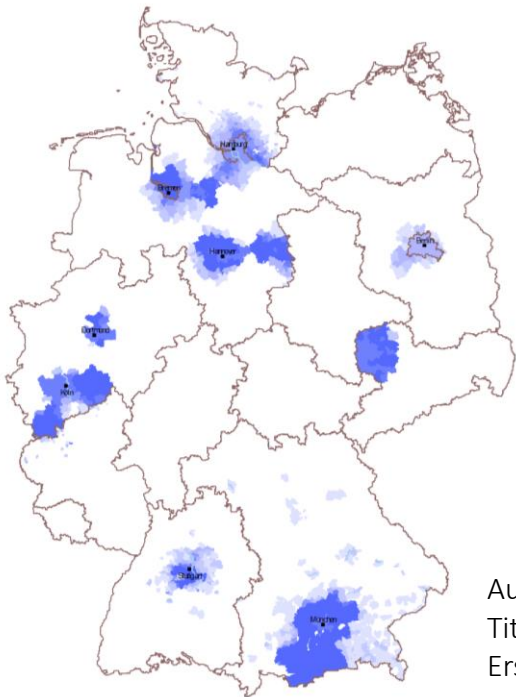 Hamburg
Bremen
Hannover
Berlin
Dortmund
Köln
Stuttgart
München
Au
Tit
Ers